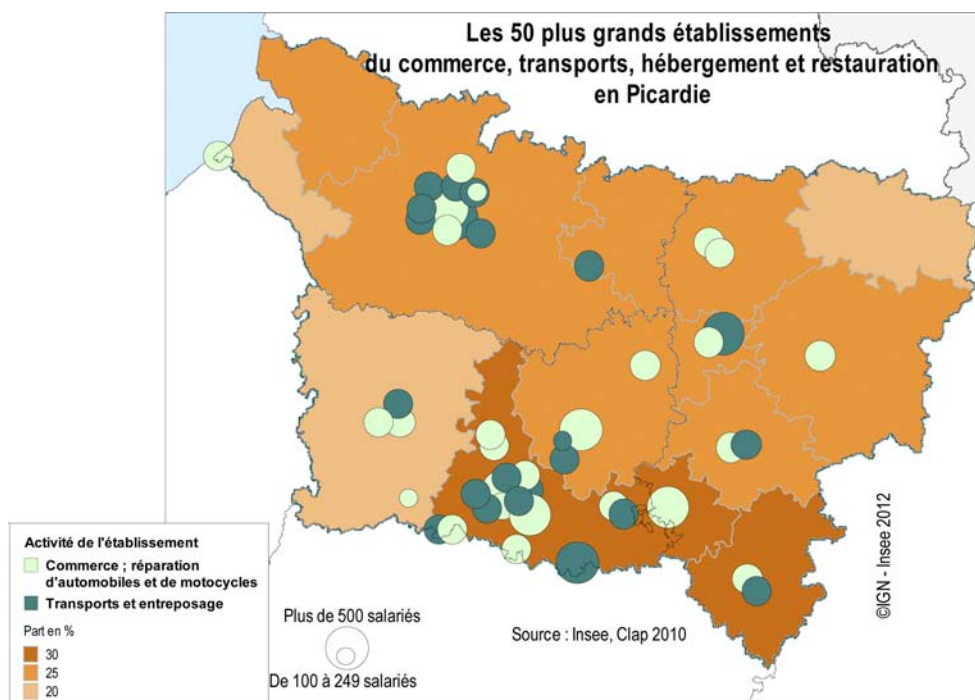 Les 50 plus grands établissements
du commerce, transports, hébergement et restauration
en Picardie
Activité de l'établissement
Commerce ; réparation
d'automobiles et de motocycles
Transports et entreposage
Part en %
30
25
20
Plus de 500 salariés
De 100 à 249 salariés
Source : Insee, Clap 2010
©IGN - Insee 2012